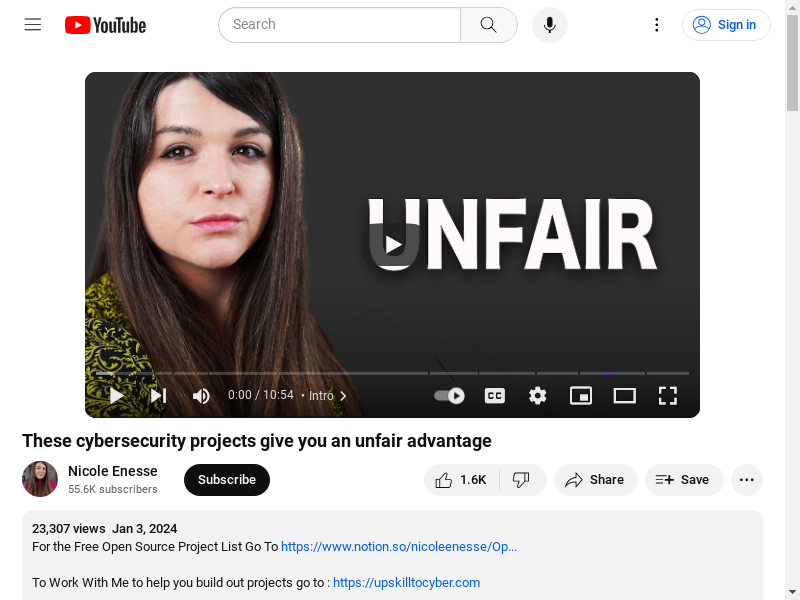 YouTube
Search
Sign in
UNFAIR
0:00 / 10:54 • Intro
CC
These cybersecurity projects give you an unfair advantage
Nicole Enesse
55.6K subscribers
Subscribe
1.6K
Share
Save
23,307 views Jan 3, 2024
For the Free Open Source Project List Go To https://www.notion.so/nicoleenesse/Op...
To Work With Me to help you build out projects go to : https://upskilltocyber.com